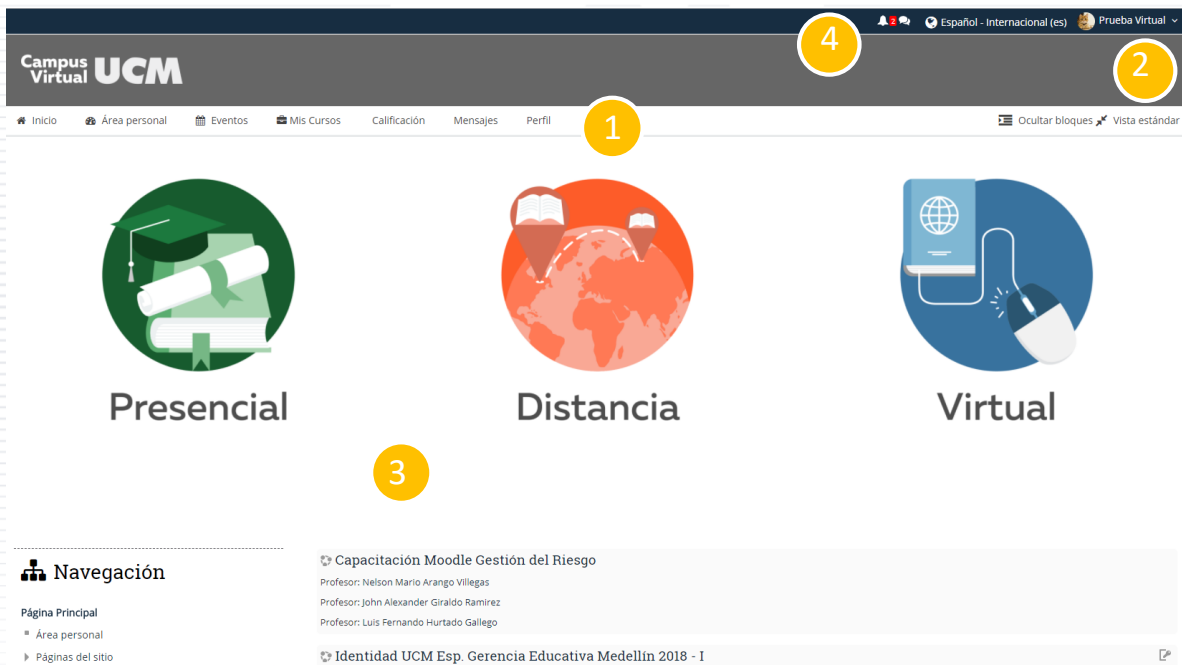 4
2
Español - Internacional (es)
Prueba Virtual
2
Campus
Virtual UCM
Inicio
Área personal
Eventos
Mis Cursos
Calificación
Mensajes
Perfil
1
Ocultar bloques
Vista estándar
Presencial
Distancia
Virtual
3
Navegación
Página Principal
Área personal
Páginas del sitio
Capacitación Moodle Gestión del Riesgo
Profesor: Nelson Mario Arango Villegas
Profesor: John Alexander Giraldo Ramirez
Profesor: Luis Fernando Hurtado Gallego
Identidad UCM Esp. Gerencia Educativa Medellín 2018 - I